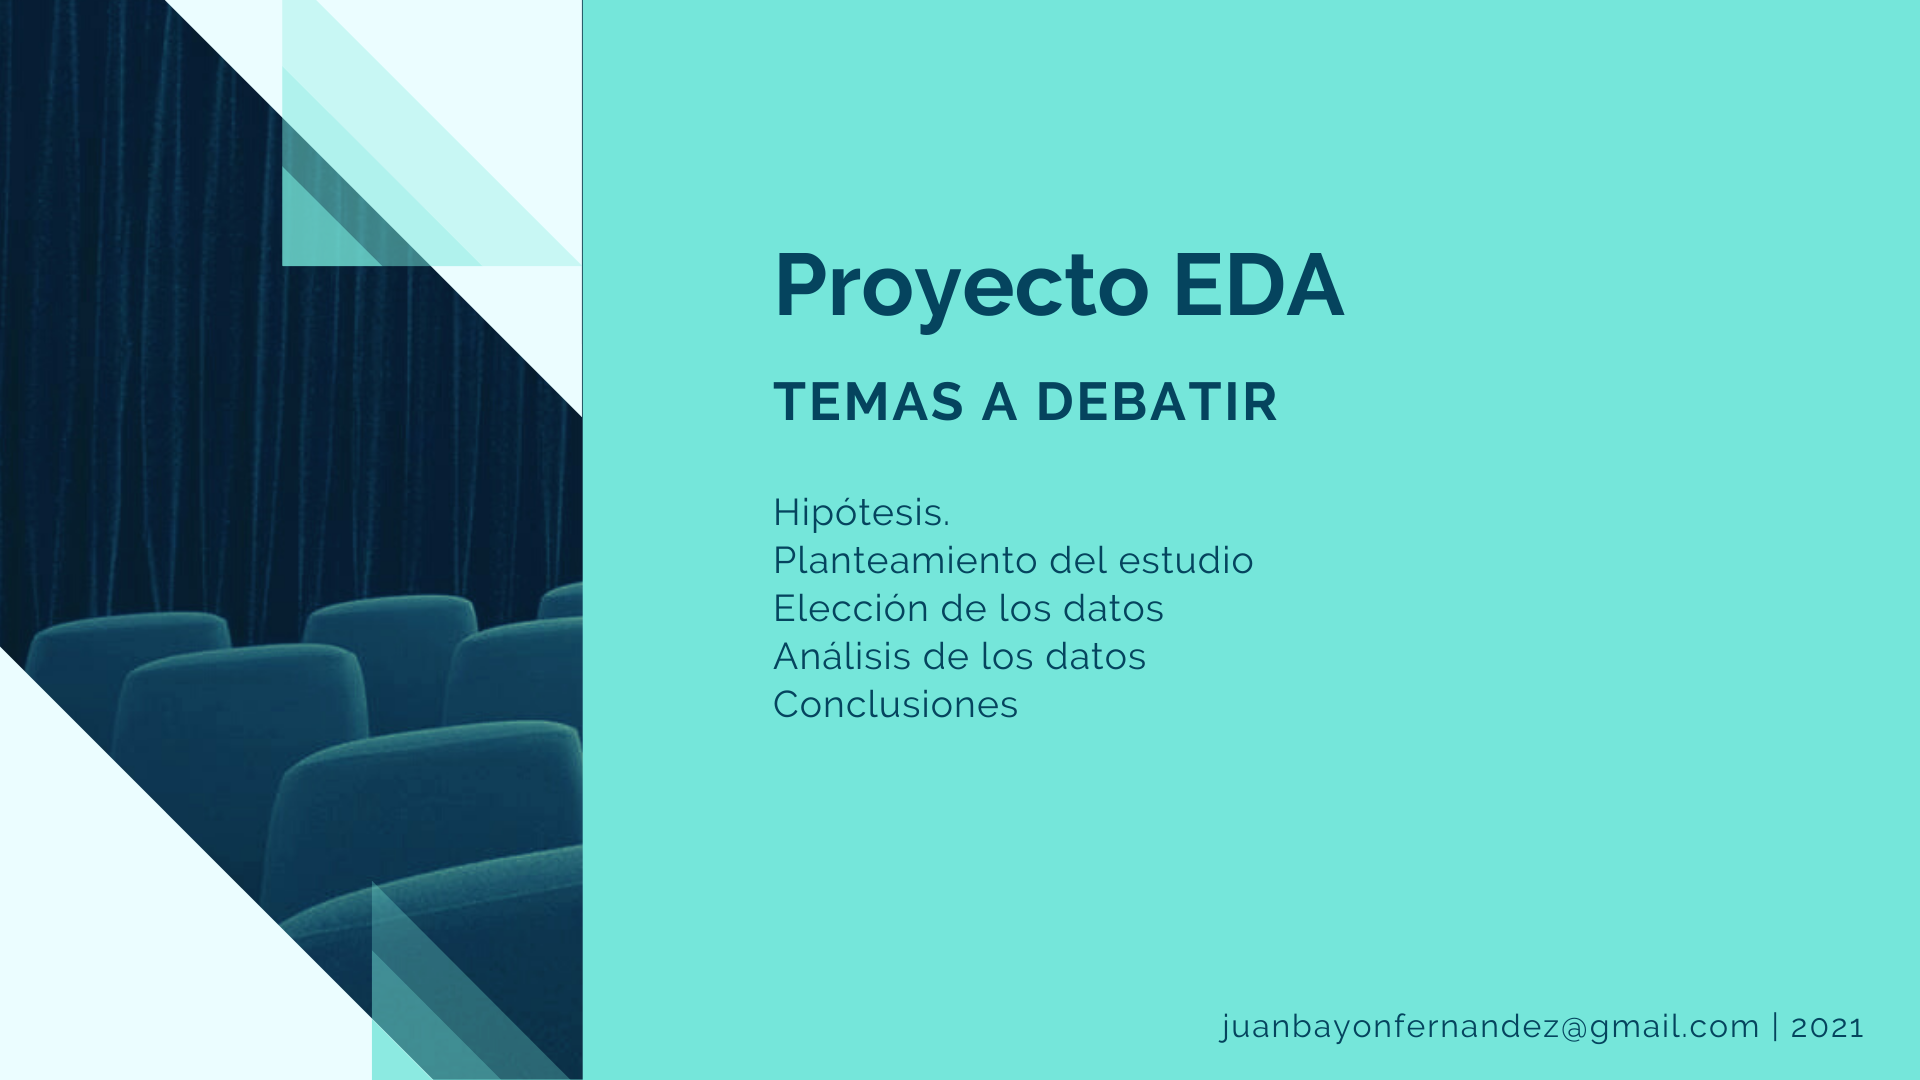 Proyecto EDA
TEMAS A DEBATIR
Hipótesis.
Planteamiento del estudio
Elección de los datos
Análisis de los datos
Conclusiones
juanbayonfernandez@gmail.com | 2021